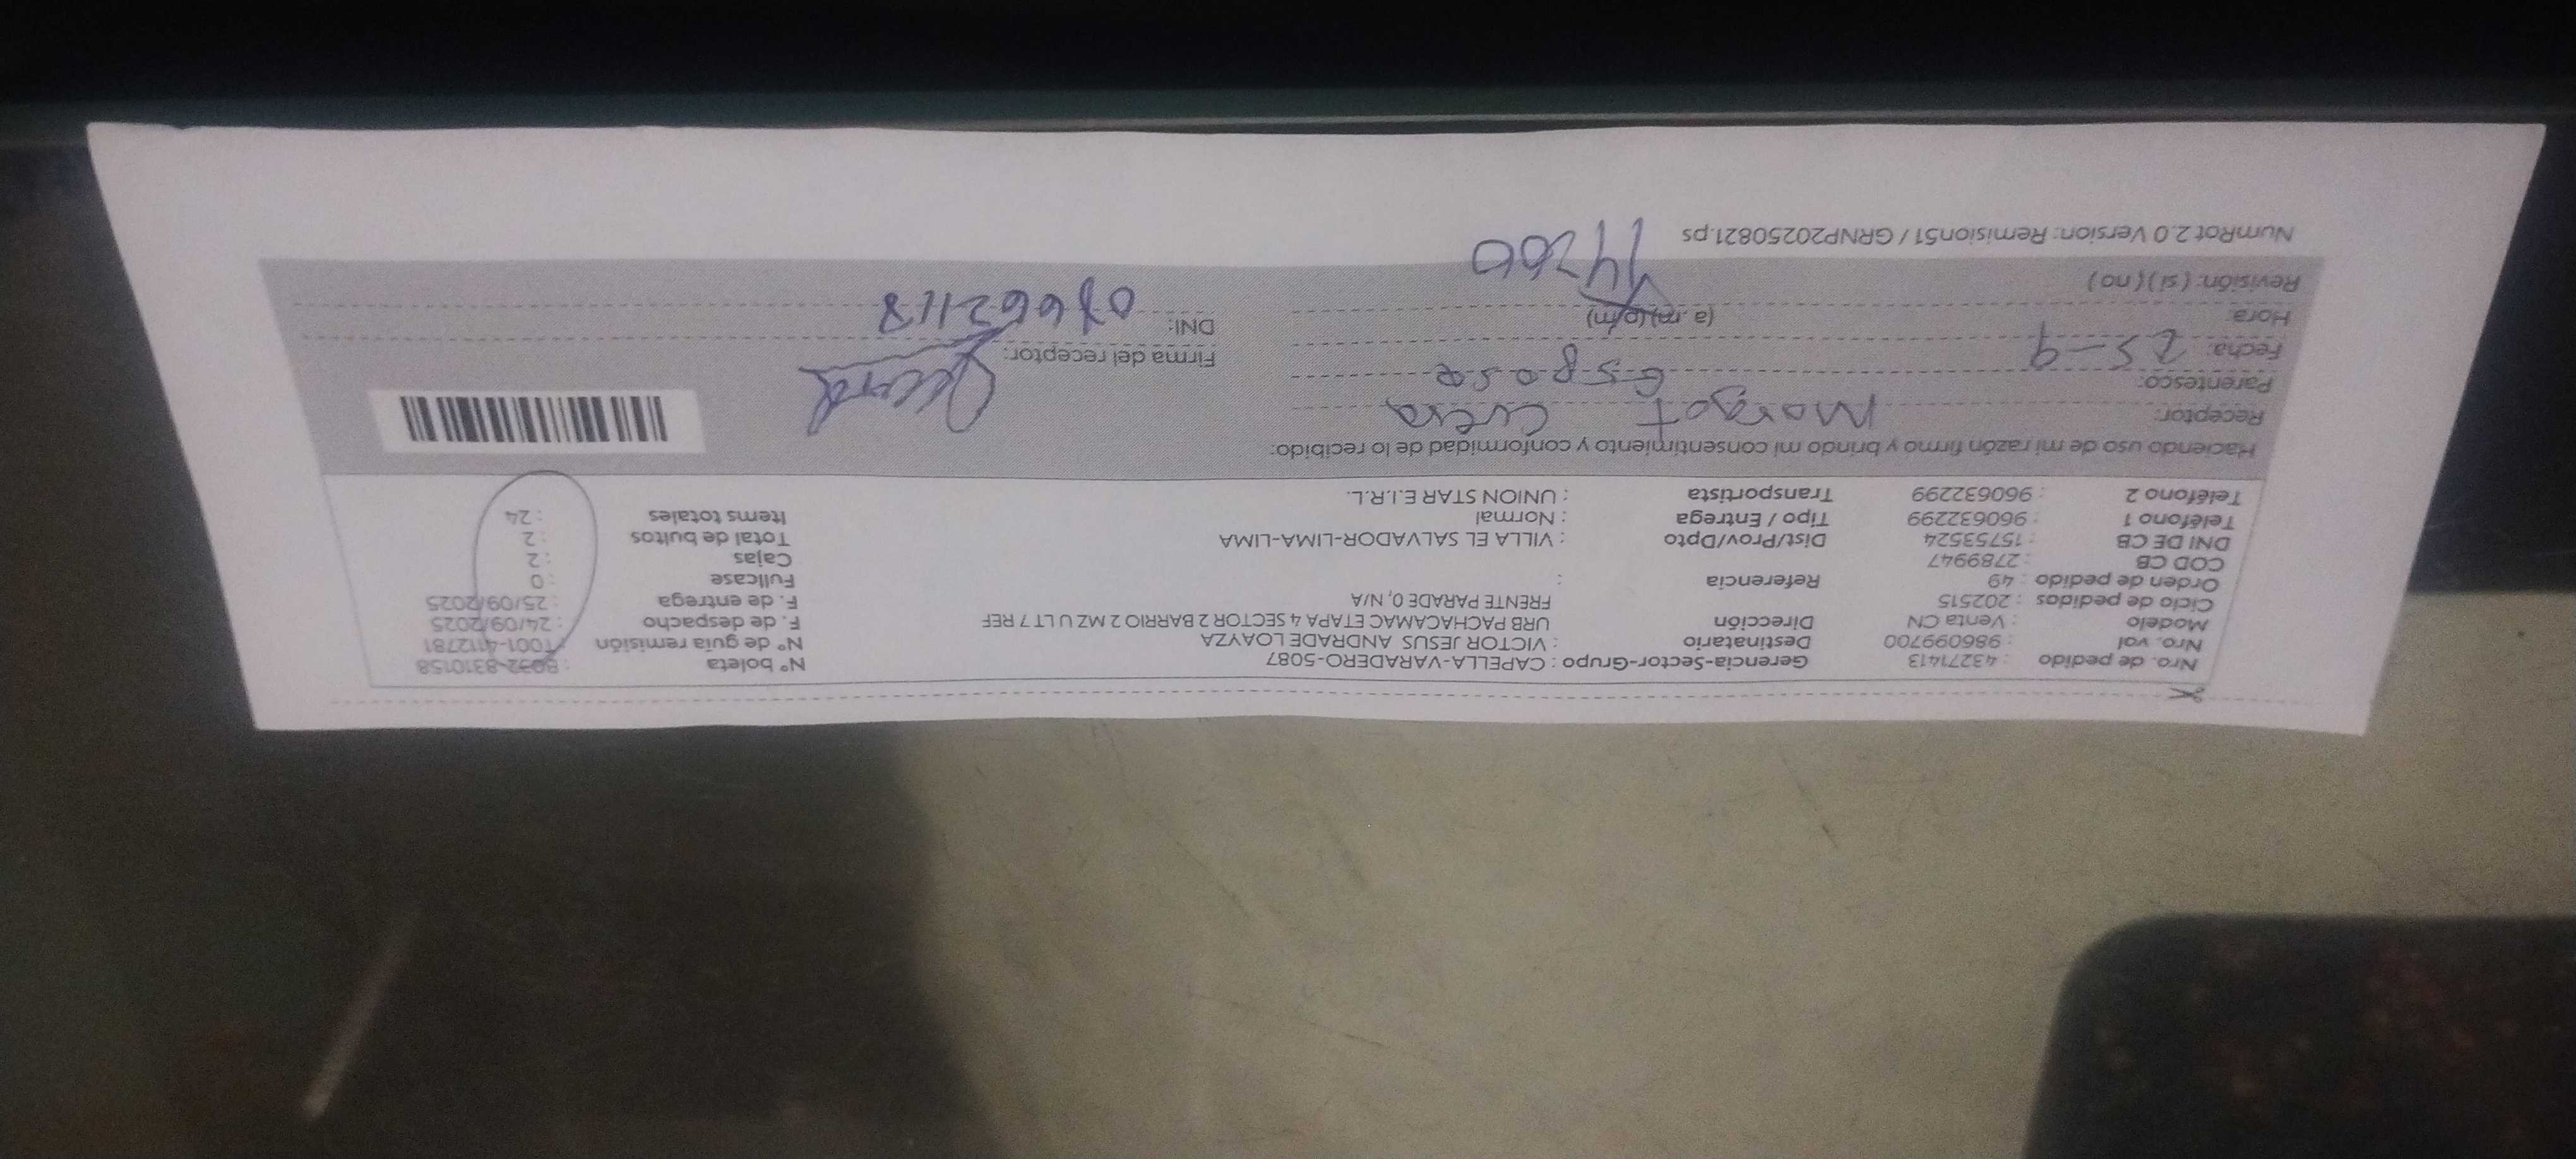 Nro. de pedido : 43271413 Gerencia-Sector-Grupo : CAPELLA-VARADERO-5087 N° boleta : B032-8310158
Nro. val : 986099700 Destinatario : VICTOR JESUS ANDRADE LOAYZA N° de guía remisión T001-4112781
Modelo : Venta CN Dirección URB PACHACAMAC ETAPA 4 SECTOR 2 BARRIO 2 MZ U LT 7 REF F. de despacho : 24/09/2025
Ciclo de pedidos : 202515 FRENTE PARADE 0, N/A F. de entrega : 25/09/2025
Orden de pedido : 49 Referencia : Fullcase : 0
COD CB : 2789947 Cajas : 2
DNI DE CB : 15753524 Dist/Prov/Dpto : VILLA EL SALVADOR-LIMA-LIMA Total de bultos : 2
Teléfono 1 : 960632299 Tipo / Entrega : Normal Items totales : 24
Teléfono 2 : 960632299 Transportista : UNION STAR E.I.R.L.
Haciendo uso de mi razón firmo y brindo mi consentimiento y conformidad de lo recibido:
Receptor: Margot
Parentesco: Esposa
Fecha: 25-9 Firma del receptor:
Hora: (a.m) (p/m) DNI:
Revisión: (si) (no) 14200
NumRot 2.0 Version: Remision51 / GRNP20250821.ps